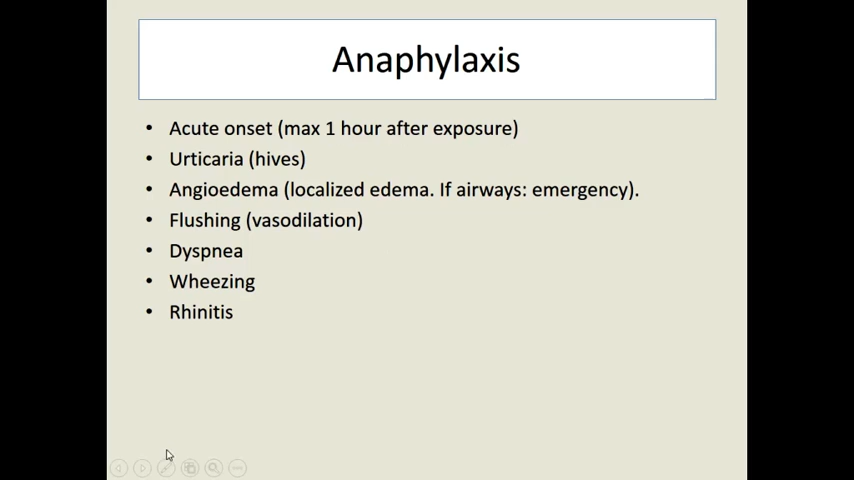 Anaphylaxis
• Acute onset (max 1 hour after exposure)
• Urticaria (hives)
• Angioedema (localized edema. If airways: emergency).
• Flushing (vasodilation)
• Dyspnea
• Wheezing
• Rhinitis